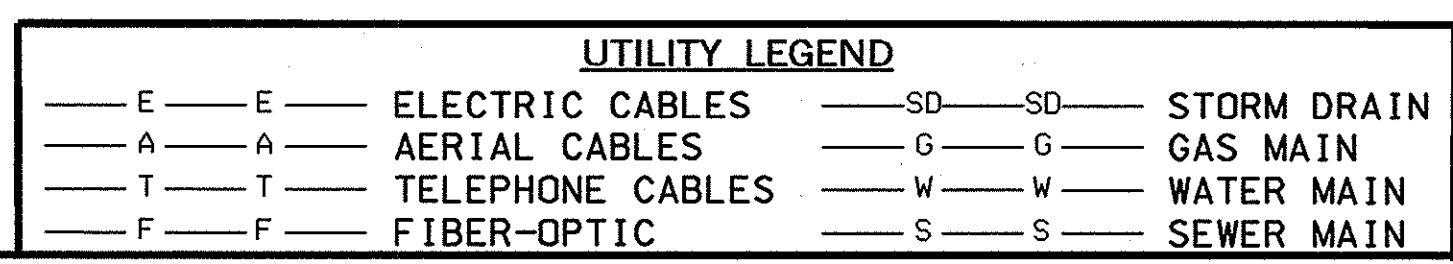 UTILITY LEGEND
E E ELECTRIC CABLES
A A AERIAL CABLES
T T TELEPHONE CABLES
F F FIBER-OPTIC
SD SD STORM DRAIN
G G GAS MAIN
W W WATER MAIN
S S SEWER MAIN